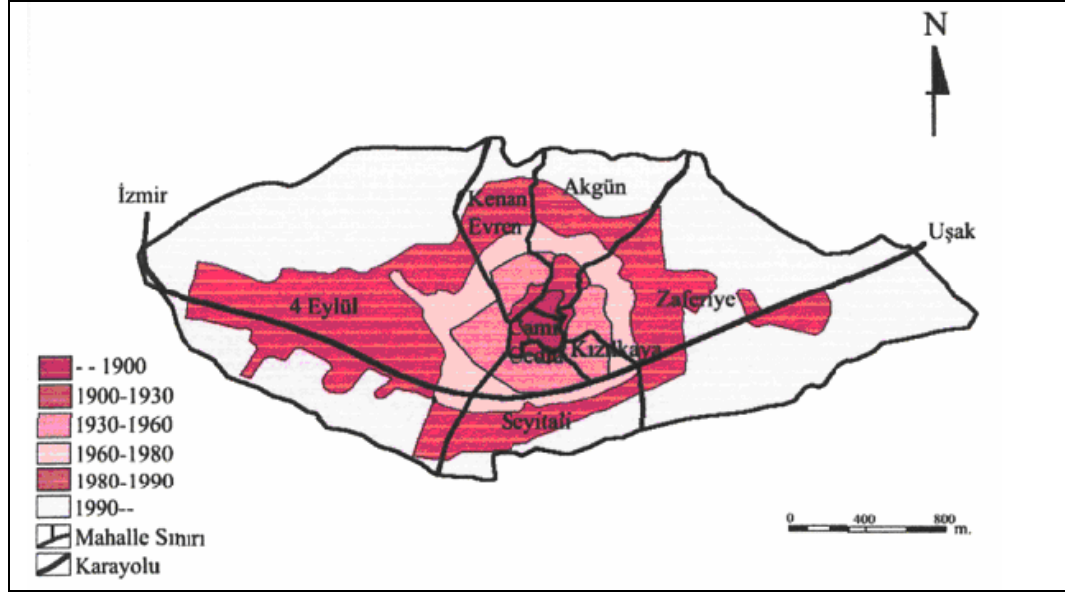 N
Akgün
Kenan
Evren
İzmir
Uşak
4 Eylül
Zaferiye
Cami
Cedid
Kızılkaya
Seyitali
- - 1900
1900-1930
1930-1960
1960-1980
1980-1990
1990--
Mahalle Sınırı
Karayolu
0 400 800
m.